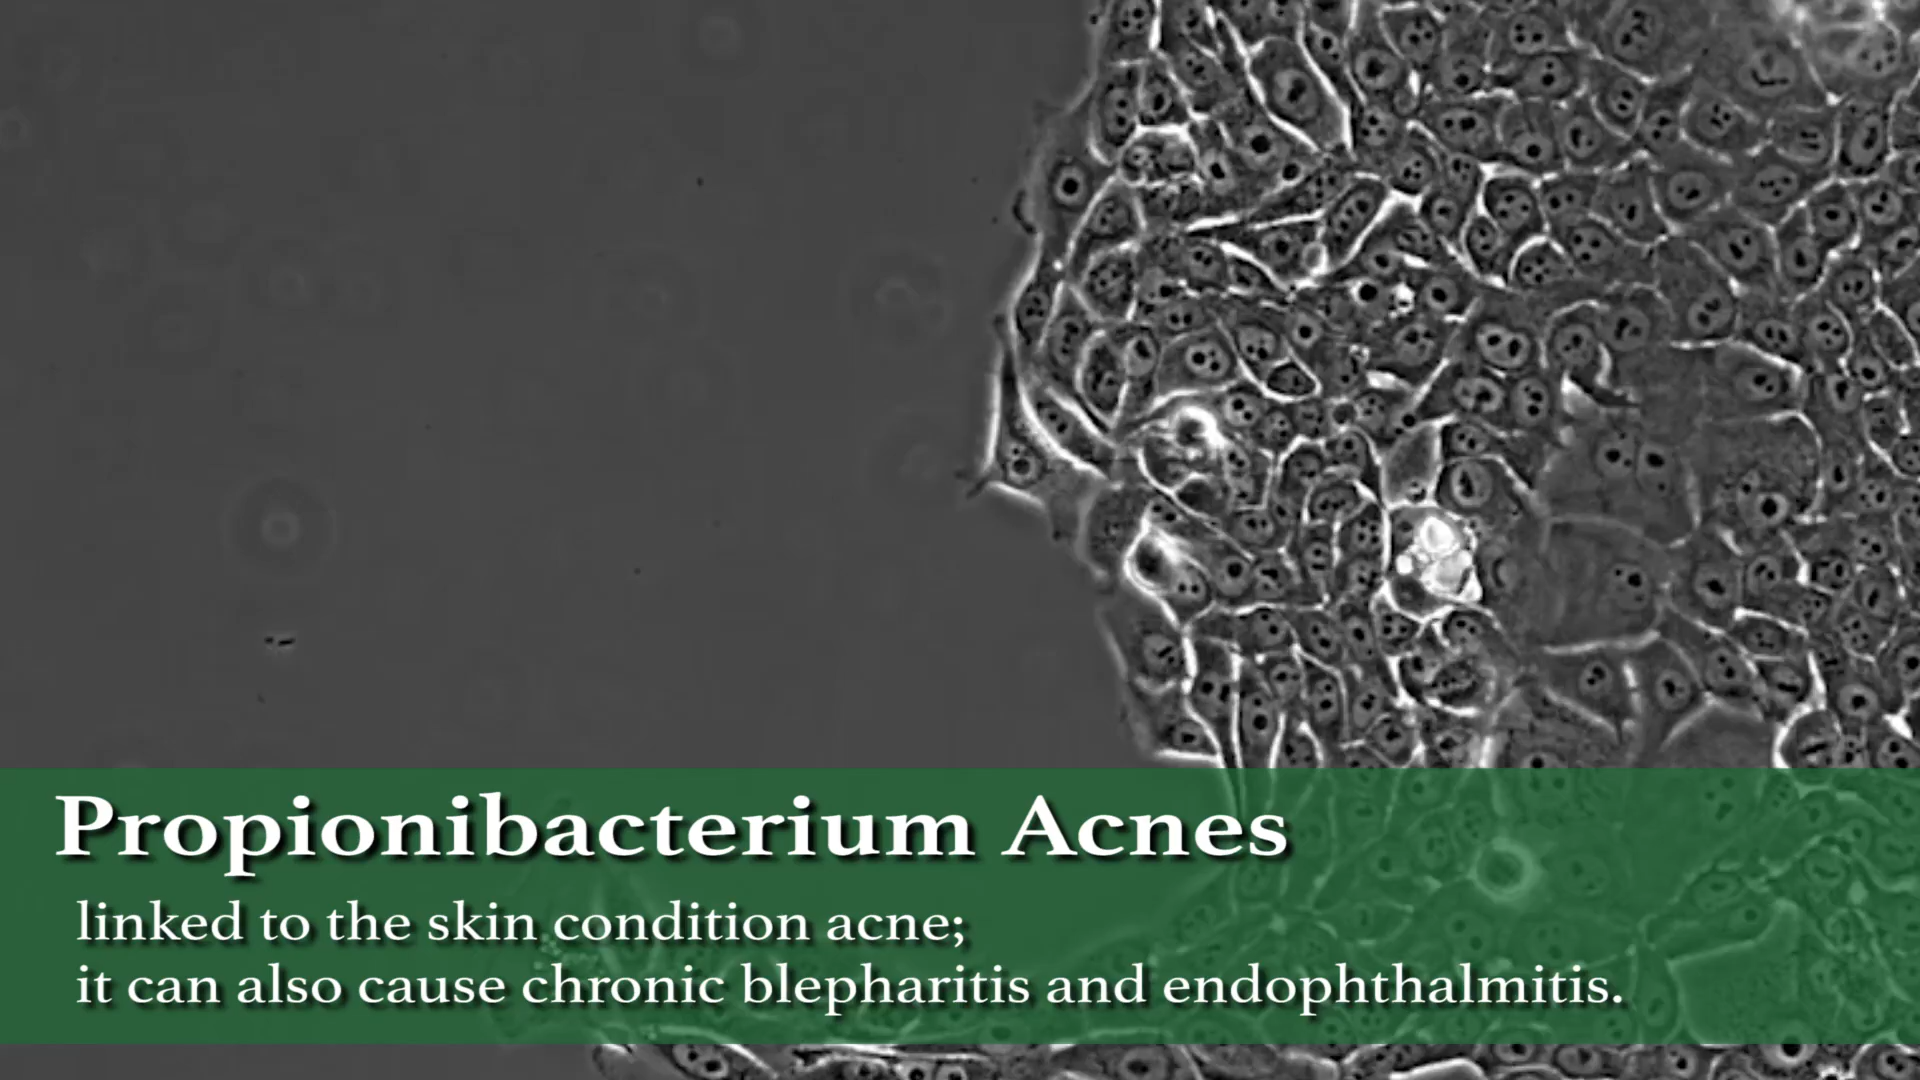 Propionibacterium Acnes
linked to the skin condition acne;
it can also cause chronic blepharitis and endophthalmitis.